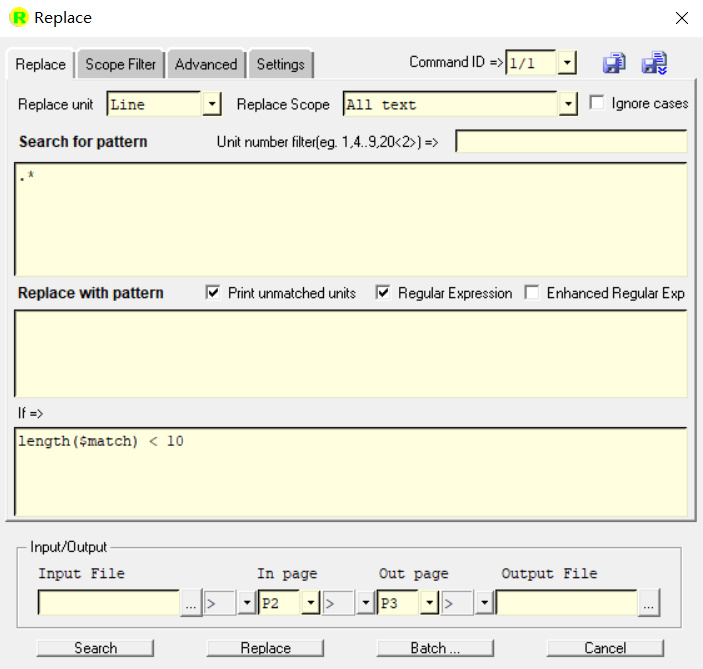 R Replace
Replace Scope Filter Advanced Settings Command ID => 1/1
Replace unit Line Replace Scope All text Ignore cases
Search for pattern Unit number filter(eg. 1,4..9,20<2>) =>
.*
Replace with pattern Print unmatched units Regular Expression Enhanced Regular Exp
If =>
length($match) < 10
Input/Output
Input File In page Out page Output File
... > P2 > P3 > ...
Search Replace Batch ... Cancel